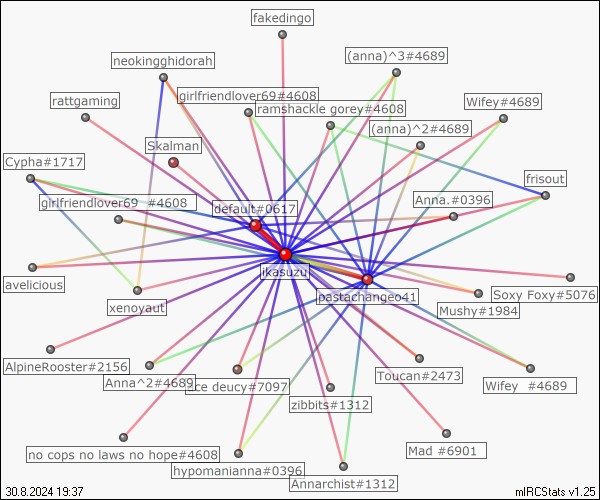 fakedingo
neokingghidorah
(anna)^3#4689
rattgaming
girlfriendlover69#4608
ramshackle gorey#4608
Wifey#4689
(anna)^2#4689
Skalman
Cypha#1717
frisout
girlfriendlover69 #4608
default#0617
Anna.#0396
ikasuzu
avelicious
pastachangeo41
xenoyaut
Soxy Foxy#5076
Mushy#1984
AlpineRooster#2156
Toucan#2473
Anna^2#4689
ce deucy#7097
Wifey #4689
zibbits#1312
no cops no laws no hope#4608
Mad #6901
hypomanianna#0396
Annarchist#1312
30.8.2024 19:37
mIRCStats v1.25